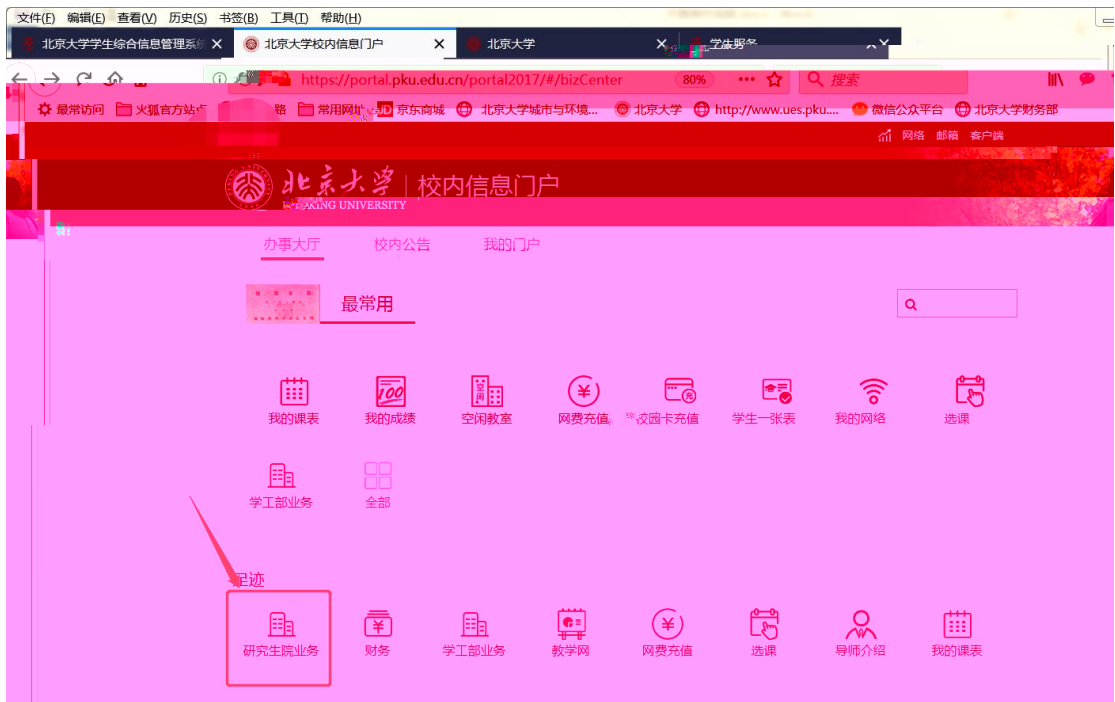 文件(F) 编辑(E) 查看(V) 历史(S) 书签(B) 工具(T) 帮助(H)
北京大学学生综合信息管理系统 北京大学校内信息门户 北京大学
https://portal.pku.edu.cn/portal2017/#/bizCenter 80% 搜索
最常访问 火狐官方站点 常用网址 京东商城 北京大学城市与环境... 北京大学 http://www.ues.pku.... 微信公众平台 北京大学财务部
网络 邮箱 客户端
北京大学 校内信息门户
PEKING UNIVERSITY
办事大厅 校内公告 我的门户
最常用
我的课表 我的成绩 空闲教室 网费充值 校园卡充值 学生一张表 我的网络 选课
学工部业务 全部
足迹
研究生院业务 财务 学工部业务 教学网 网费充值 选课 导师介绍 我的课表